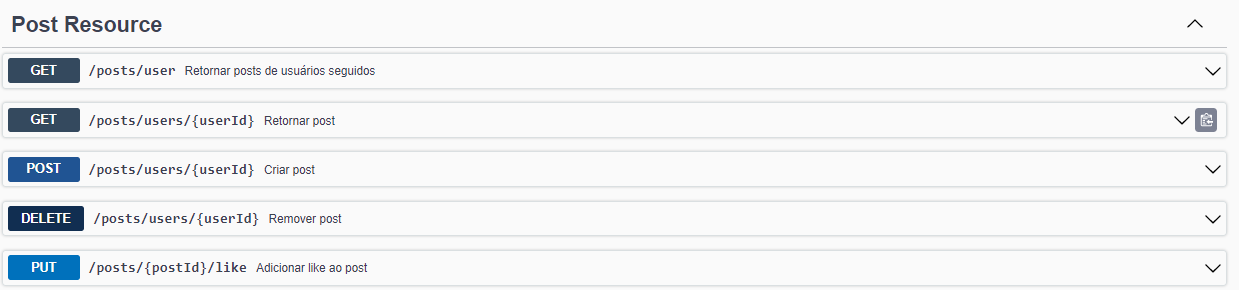 Post Resource
GET /posts/user Retornar posts de usuários seguidos
GET /posts/users/{userId} Retornar post
POST /posts/users/{userId} Criar post
DELETE /posts/users/{userId} Remover post
PUT /posts/{postId}/like Adicionar like ao post